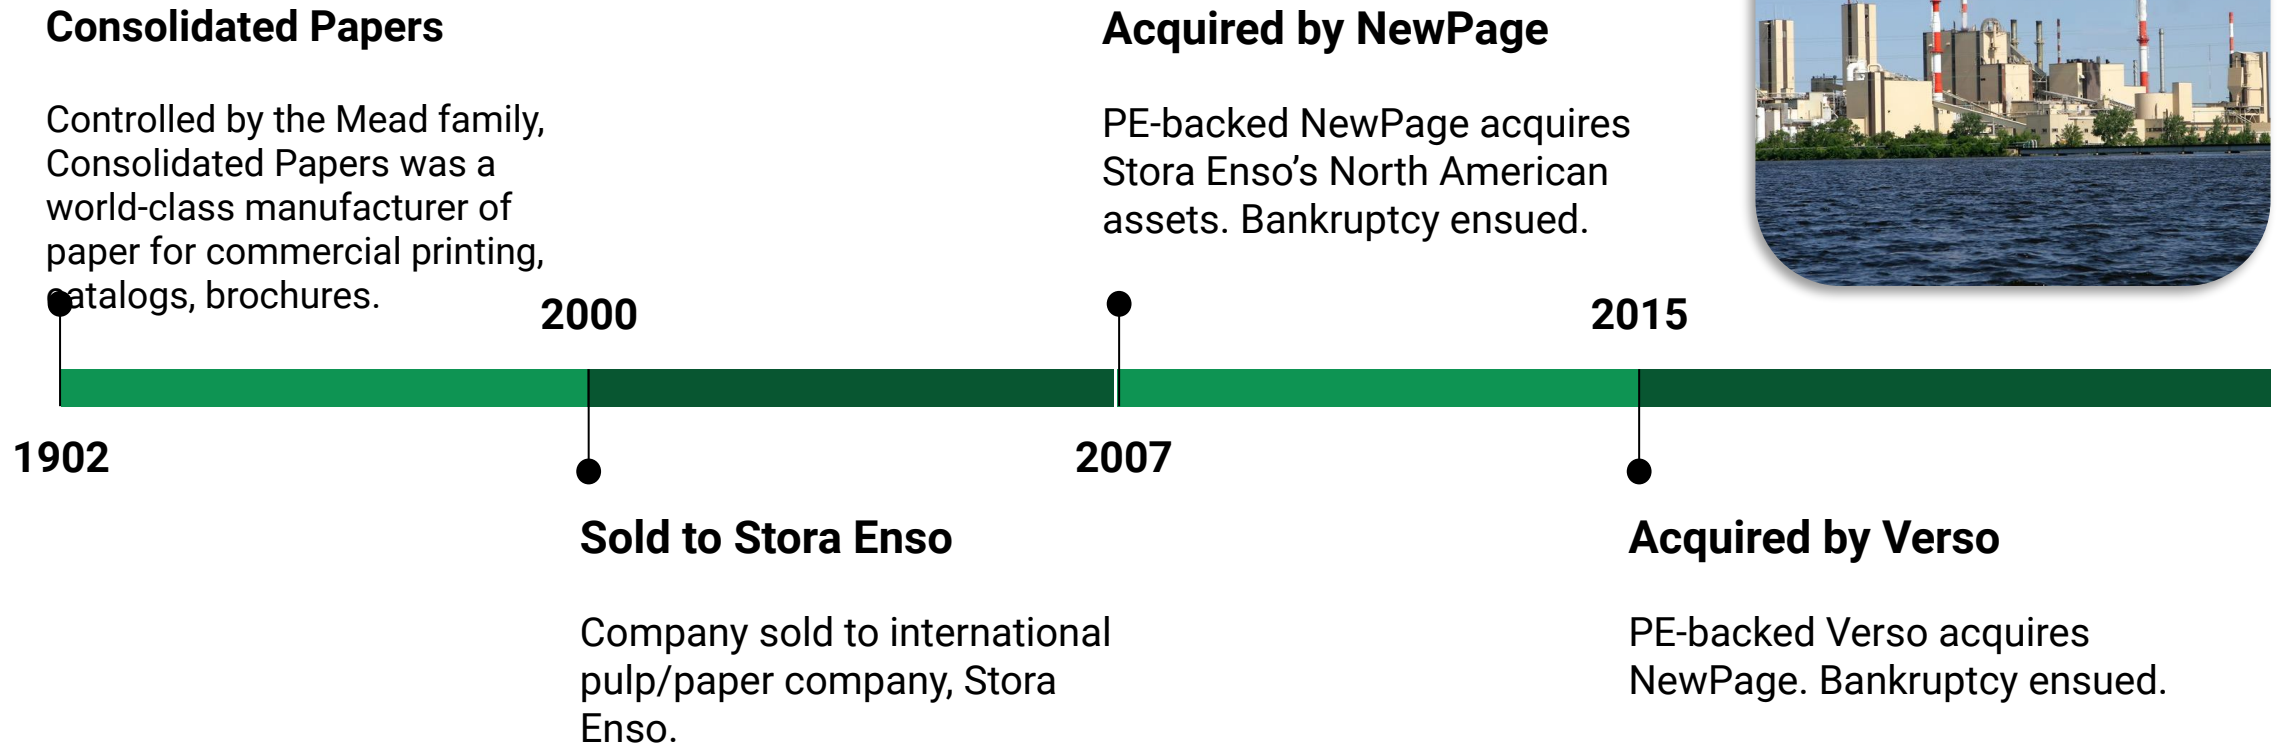 Consolidated Papers
Controlled by the Mead family,
Consolidated Papers was a
world-class manufacturer of
paper for commercial printing,
catalogs, brochures.
1902
2000
Sold to Stora Enso
Company sold to international
pulp/paper company, Stora
Enso.
Acquired by NewPage
PE-backed NewPage acquires
Stora Enso’s North American
assets. Bankruptcy ensued.
2007
2015
Acquired by Verso
PE-backed Verso acquires
NewPage. Bankruptcy ensued.